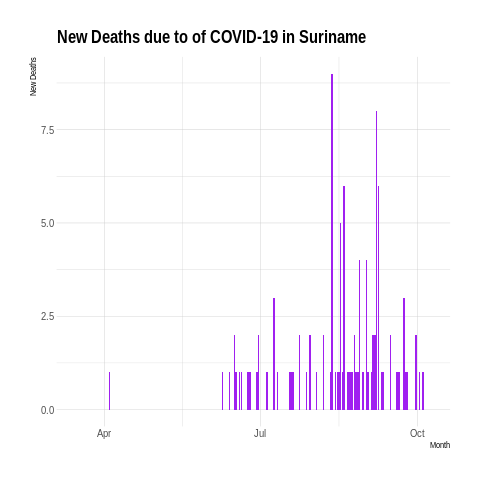 New Deaths due to of COVID-19 in Suriname
New Deaths
7.5
5.0
2.5
0.0
Apr
Jul
Oct
Month